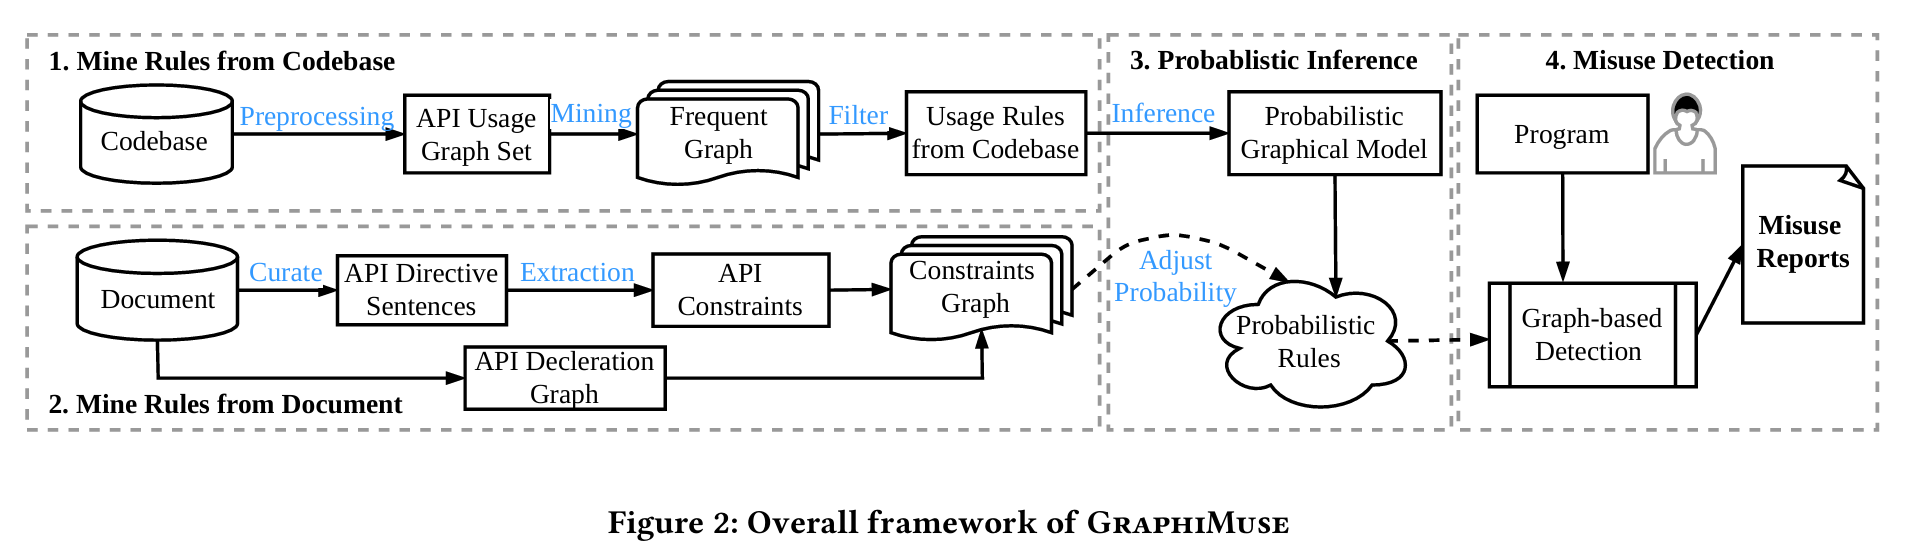 1. Mine Rules from Codebase
Codebase
Preprocessing
API Usage
Graph Set
Mining
Frequent
Graph
Filter
Usage Rules
from Codebase
2. Mine Rules from Document
Document
Curate
API Directive
Sentences
Extraction
API
Constraints
Constraints
Graph
API Decleration
Graph
3. Probablistic Inference
Inference
Probabilistic
Graphical Model
Adjust
Probability
Probabilistic
Rules
4. Misuse Detection
Program
Graph-based
Detection
Misuse
Reports
Figure 2: Overall framework of GRAPHIMUSE